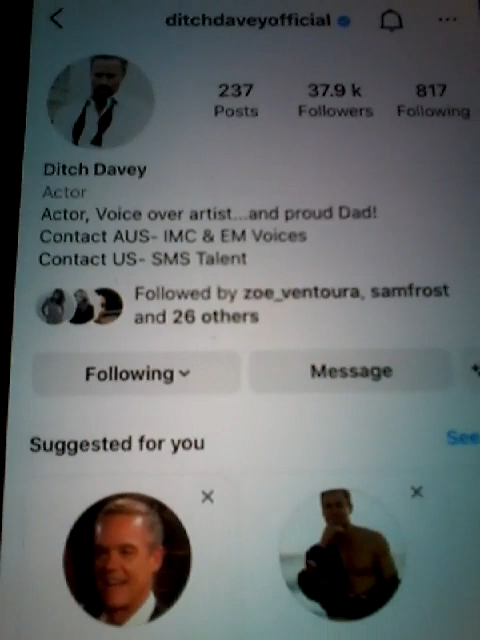 ditchdaveyofficial
237 37.9 k 817
Posts Followers Following
Ditch Davey
Actor
Actor, Voice over artist...and proud Dad!
Contact AUS- IMC & EM Voices
Contact US- SMS Talent
Followed by zoe_ventoura, samfrost
and 26 others
Following Message
Suggested for you See